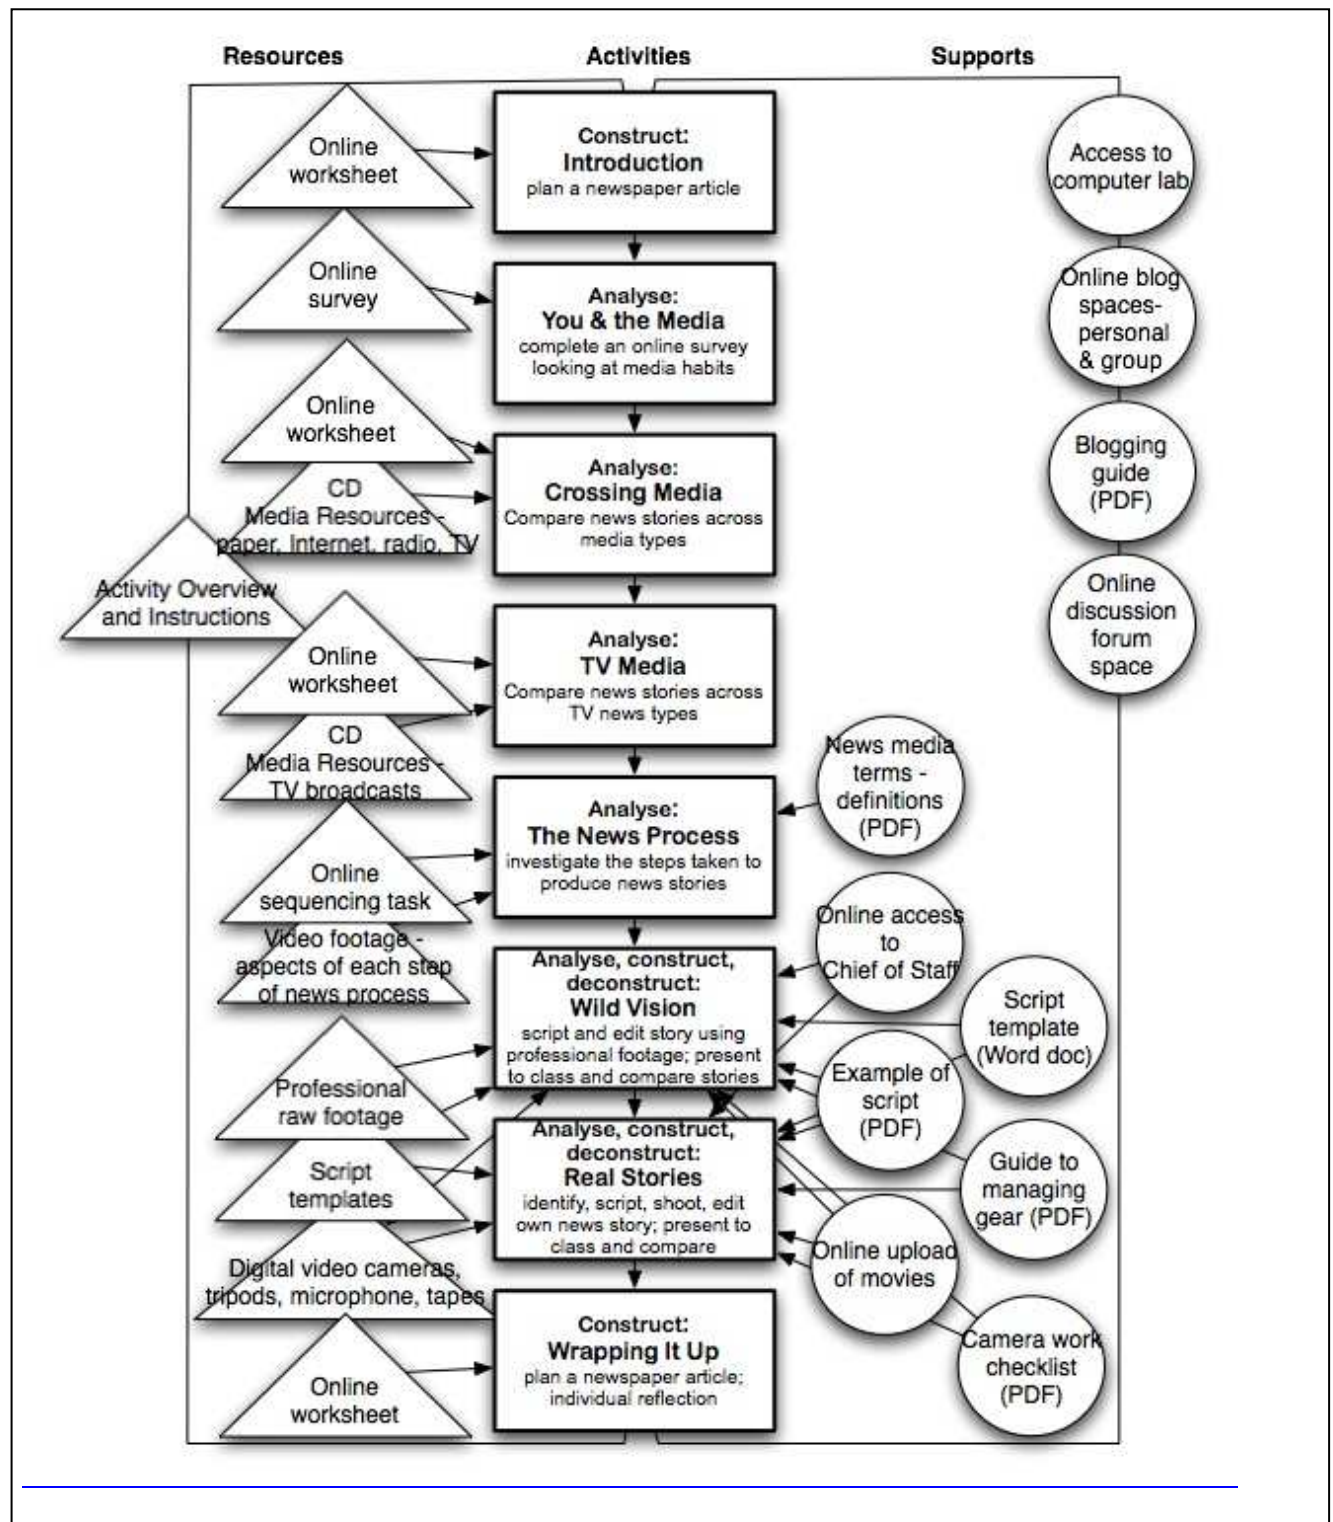 Resources Activities Supports
Online
worksheet
Construct:
Introduction
plan a newspaper article
Online
survey
Analyse:
You & the Media
complete an online survey
looking at media habits
Online
worksheet
CD
Media Resources -
paper, Internet, radio, TV
Analyse:
Crossing Media
Compare news stories across
media types
Activity Overview
and Instructions
Online
worksheet
CD
Media Resources -
TV broadcasts
Analyse:
TV Media
Compare news stories across
TV news types
Online
sequencing task
Video footage -
aspects of each step
of news process
Analyse:
The News Process
investigate the steps taken to
produce news stories
Professional
raw footage
Analyse, construct,
deconstruct:
Wild Vision
script and edit story using
professional footage; present
to class and compare stories
Script
templates
Digital video cameras,
tripods, microphone, tapes
Analyse, construct,
deconstruct:
Real Stories
identify, script, shoot, edit
own news story; present to
class and compare
Online
worksheet
Construct:
Wrapping It Up
plan a newspaper article;
individual reflection
Access to
computer lab
Online blog
spaces-
personal
& group
Blogging
guide
(PDF)
Online
discussion
forum
space
News media
terms -
definitions
(PDF)
Online access
to
Chief of Staff
Script
template
(Word doc)
Example of
script
(PDF)
Guide to
managing
gear (PDF)
Online upload
of movies
Camera work
checklist
(PDF)